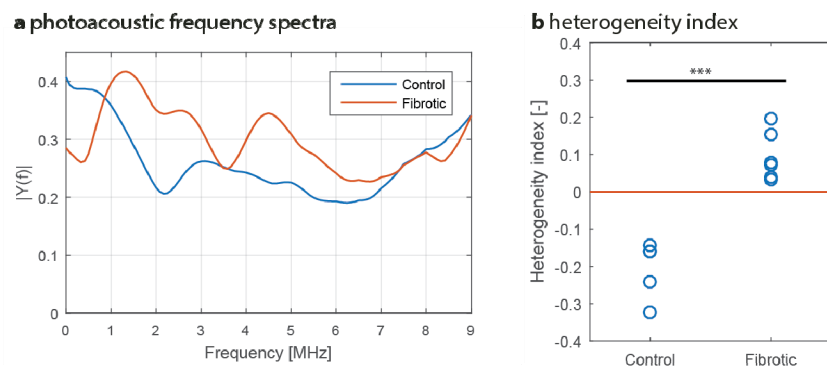 a photoacoustic frequency spectra
0.4
0.3
0.2
0.1
0
|Y(f)|
Control
Fibrotic
0 1 2 3 4 5 6 7 8 9
Frequency [MHz]
b heterogeneity index
0.4
0.3
0.2
0.1
0
-0.1
-0.2
-0.3
-0.4
Heterogeneity index [-]
***
Control Fibrotic